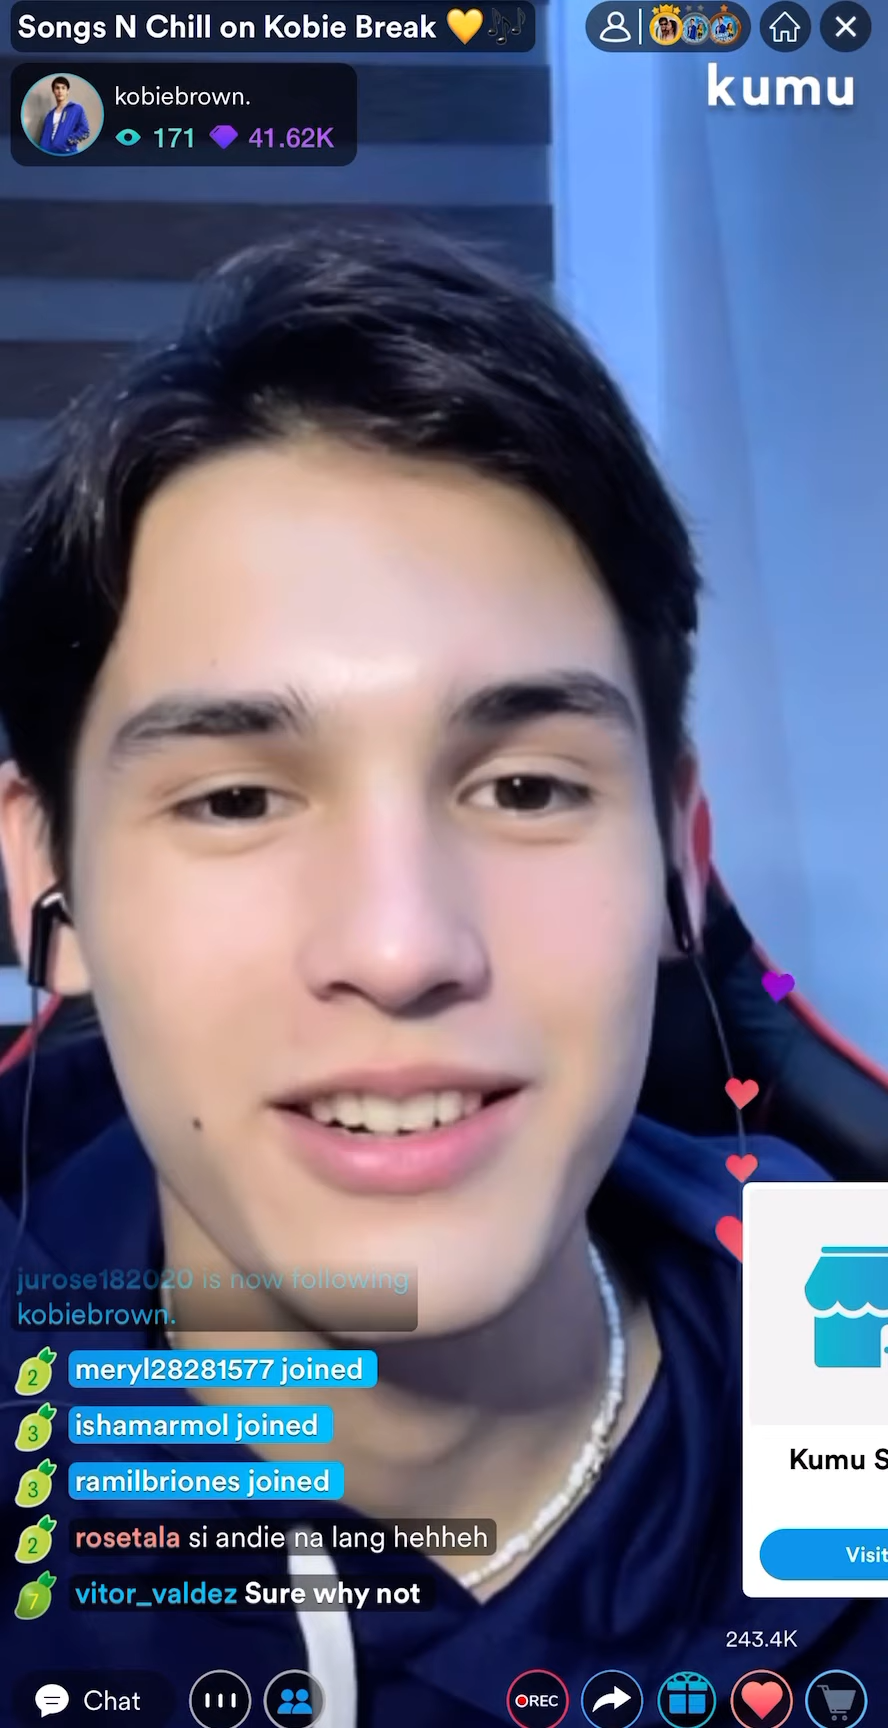 Songs N Chill on Kobie Break 💛🎶
kumu
kobiebrown.
171 41.62K
jurose182020 is now following
kobiebrown.
2 meryl28281577 joined
3 ishamarmol joined
3 ramilbriones joined
2 rosetala si andie na lang hehheh
7 vitor_valdez Sure why not
Kumu S
Visit
243.4K
Chat
REC